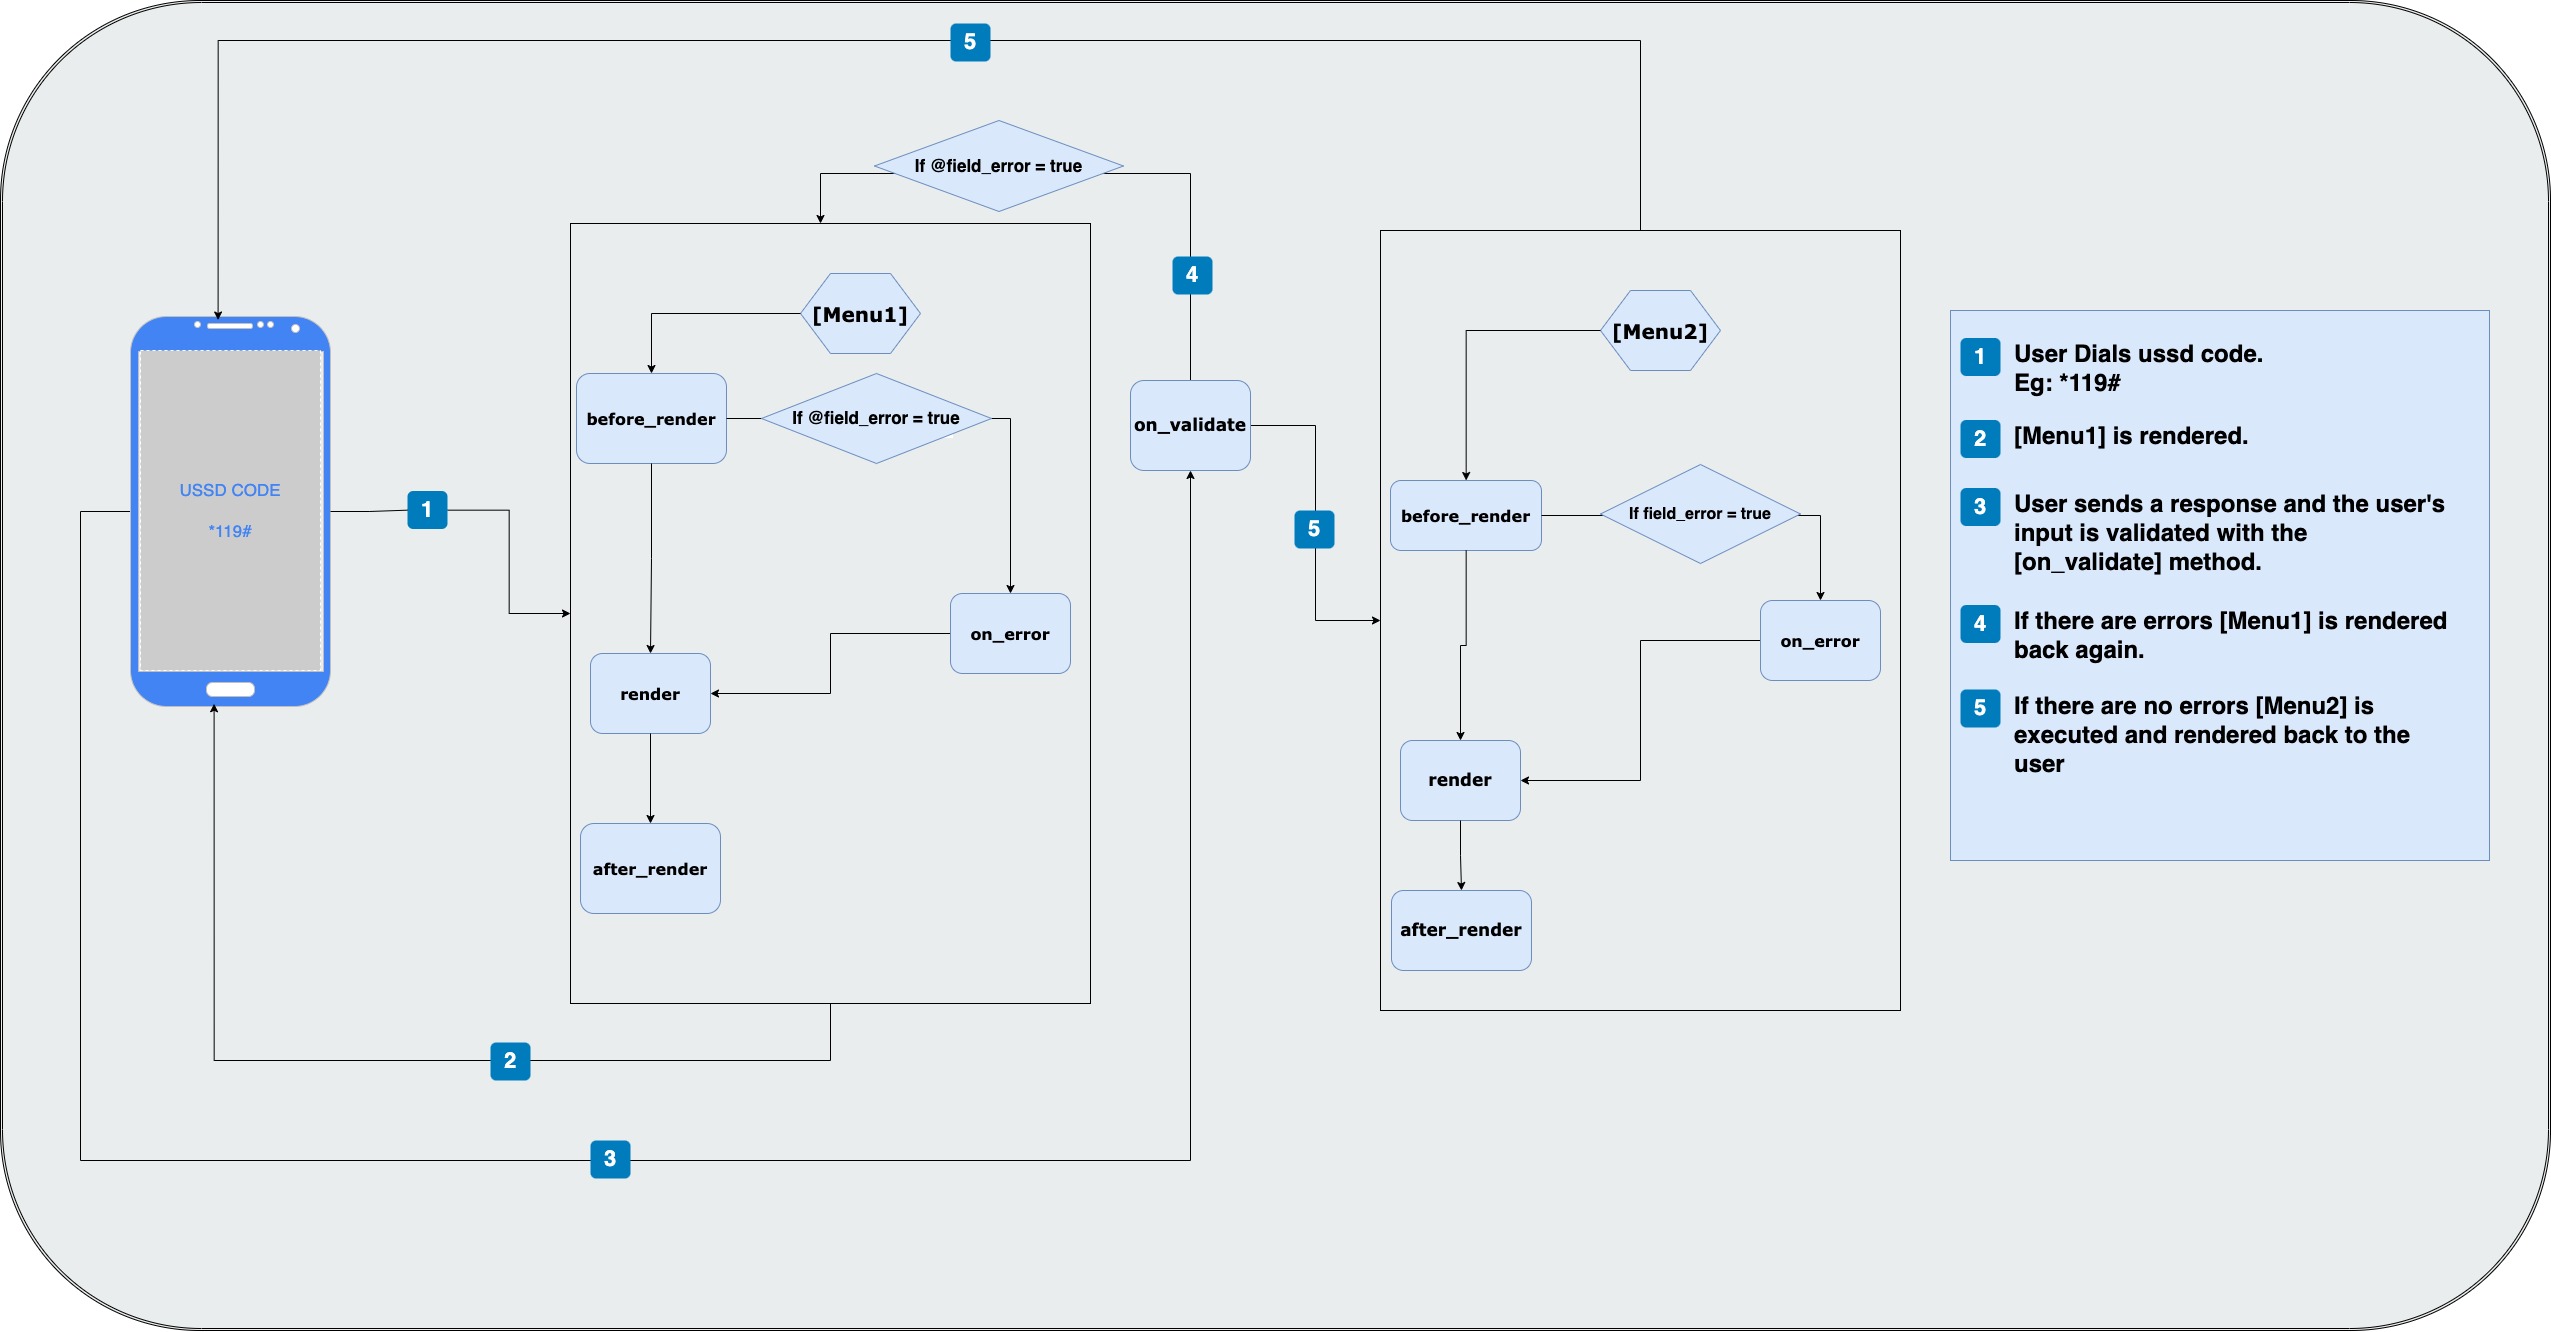 5
If @field_error = true
4
[Menu1]
before_render
If @field_error = true
on_validate
[Menu2]
USSD CODE
*119#
1
5
before_render
If field_error = true
on_error
on_error
render
render
after_render
after_render
2
3
1
User Dials ussd code.
Eg: *119#
2
[Menu1] is rendered.
3
User sends a response and the user's
input is validated with the
[on_validate] method.
4
If there are errors [Menu1] is rendered
back again.
5
If there are no errors [Menu2] is
executed and rendered back to the
user